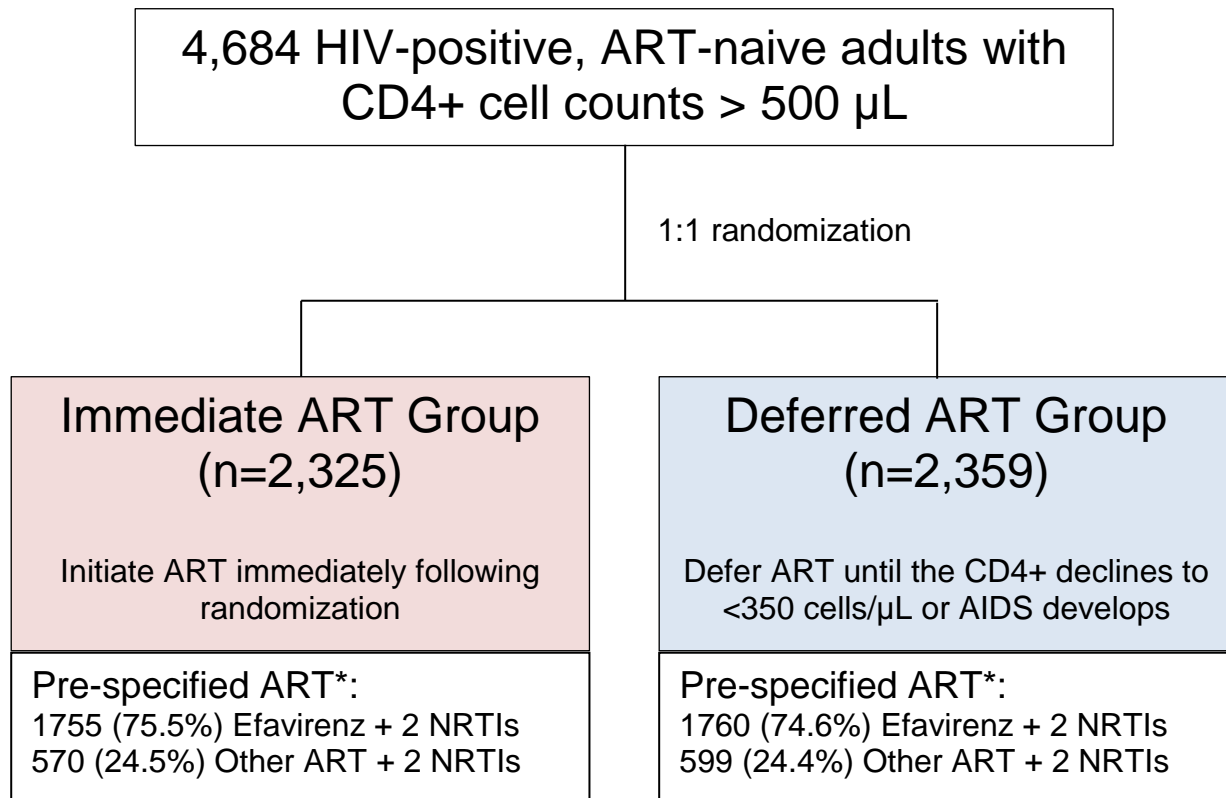 4,684 HIV-positive, ART-naive adults with
CD4+ cell counts > 500 µL
1:1 randomization
Immediate ART Group
(n=2,325)
Initiate ART immediately following
randomization
Pre-specified ART*:
1755 (75.5%) Efavirenz + 2 NRTIs
570 (24.5%) Other ART + 2 NRTIs
Deferred ART Group
(n=2,359)
Defer ART until the CD4+ declines to
<350 cells/µL or AIDS develops
Pre-specified ART*:
1760 (74.6%) Efavirenz + 2 NRTIs
599 (24.4%) Other ART + 2 NRTIs